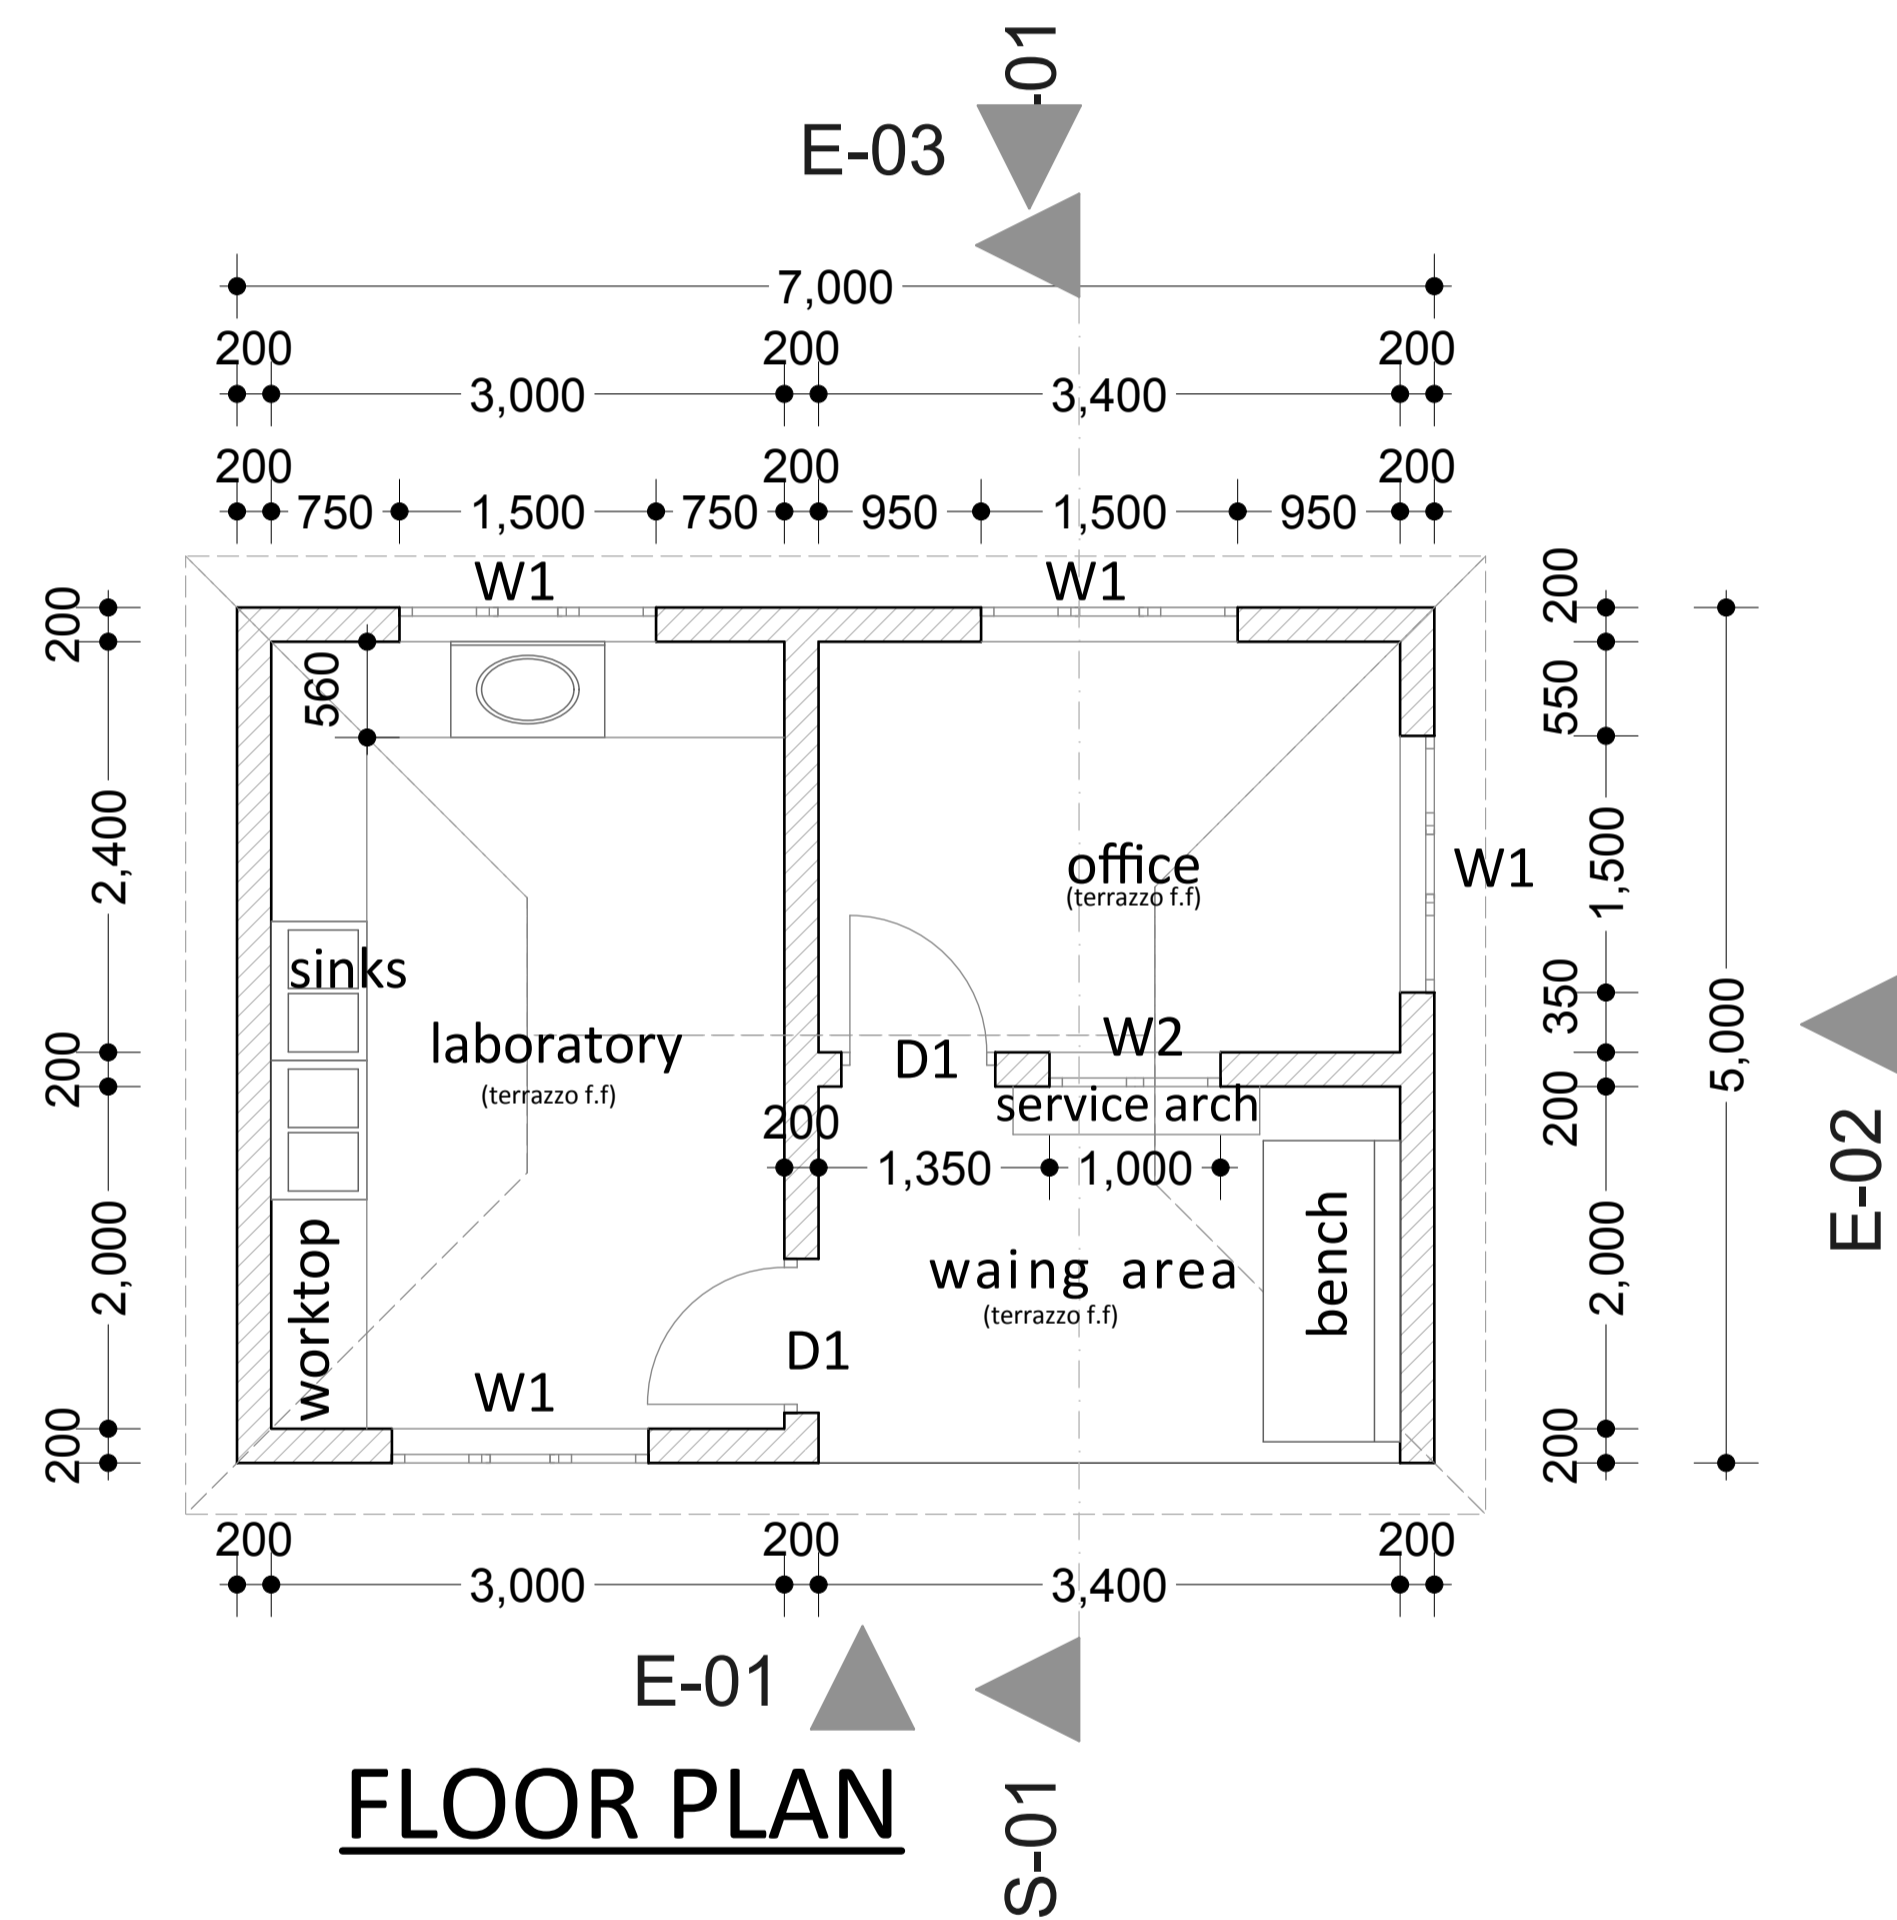 -01
E-03
7,000
200 200 200
3,000 3,400
200 200 200
750 1,500 750 950 1,500 950
W1 W1
200 200
560 550
2,400 office 1,500
(terrazzo f.f) W1
sinks
350
laboratory W2 5,000
200 D1
(terrazzo f.f) service arch 200
200
1,350 1,000 E-02
2,000 worktop waing area bench 2,000
(terrazzo f.f)
D1
W1
200 200
200 200 200
3,000 3,400
E-01
FLOOR PLAN
S-01